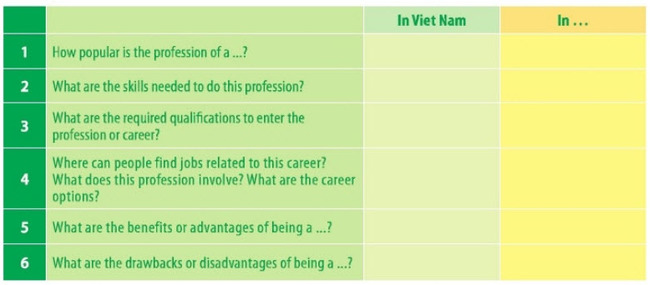 In Viet Nam
In ...
1
How popular is the profession of a ...?
2
What are the skills needed to do this profession?
3
What are the required qualifications to enter the
profession or career?
4
Where can people find jobs related to this career?
What does this profession involve? What are the career
options?
5
What are the benefits or advantages of being a ...?
6
What are the drawbacks or disadvantages of being a ...?